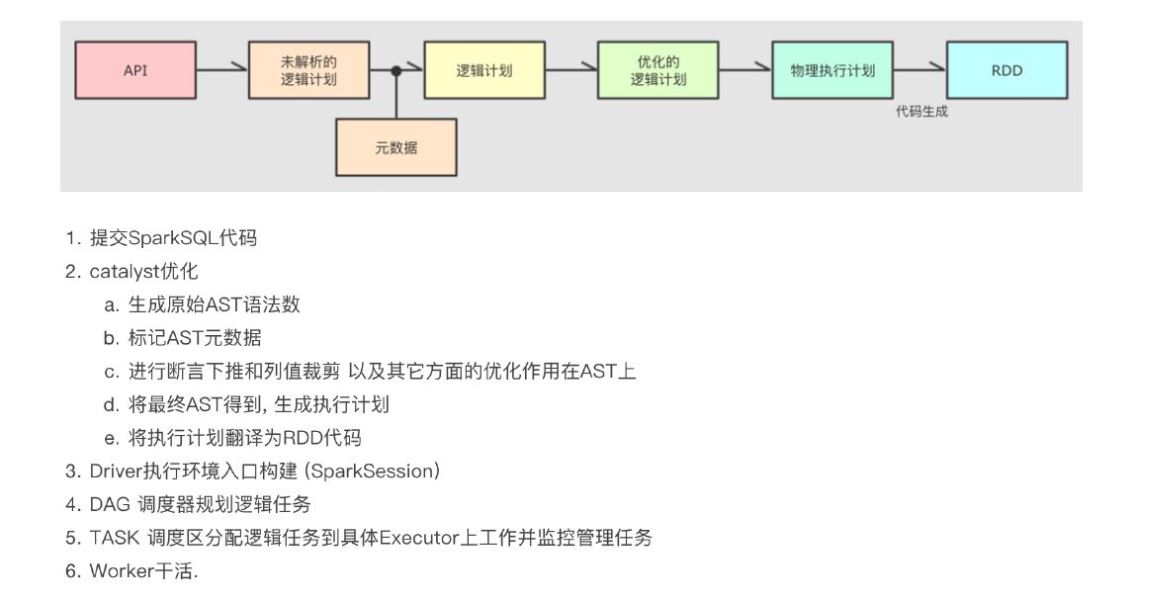 API
未解析的
逻辑计划
逻辑计划
优化的
逻辑计划
物理执行计划
RDD
代码生成
元数据
1. 提交SparkSQL代码
2. catalyst优化
a. 生成原始AST语法数
b. 标记AST元数据
c. 进行断言下推和列值裁剪 以及其它方面的优化作用在AST上
d. 将最终AST得到, 生成执行计划
e. 将执行计划翻译为RDD代码
3. Driver执行环境入口构建 (SparkSession)
4. DAG 调度器规划逻辑任务
5. TASK 调度区分配逻辑任务到具体Executor上工作并监控管理任务
6. Worker干活.